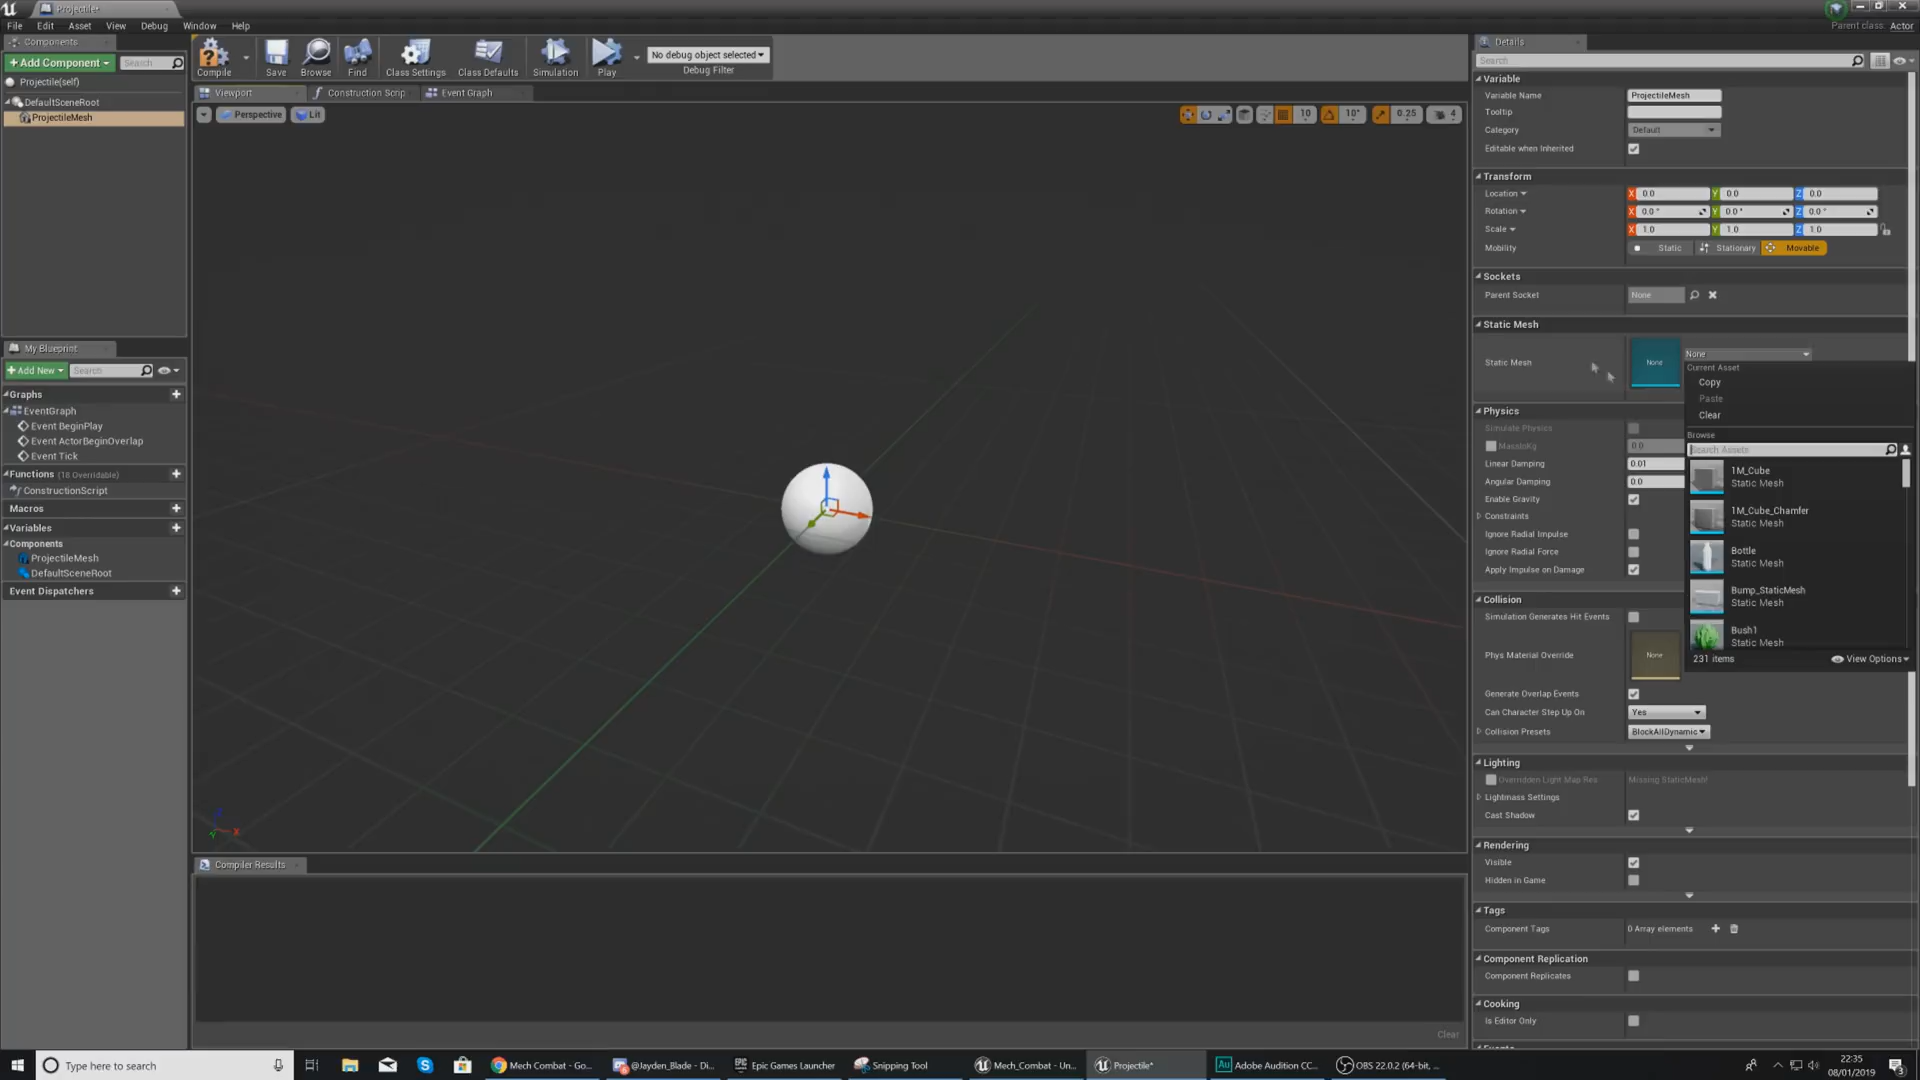 Projectile*
File Edit Asset View Debug Window Help
Parent class: Actor
Components
+Add Component Search
Projectile(self)
DefaultSceneRoot
ProjectileMesh
Compile Save Browse Find Class Settings Class Defaults Simulation Play
No debug object selected
Debug Filter
Viewport Construction Scrip Event Graph
Perspective Lit
10 10° 0.25 4
X
Y
My Blueprint
+Add New Search
Graphs
EventGraph
Event BeginPlay
Event ActorBeginOverlap
Event Tick
Functions (18 Overridable)
ConstructionScript
Macros
Variables
Components
ProjectileMesh
DefaultSceneRoot
Event Dispatchers
Compiler Results
Clear
Details
Search
Variable
Variable Name ProjectileMesh
Tooltip
Category Default
Editable when Inherited
Transform
Location X 0.0 Y 0.0 Z 0.0
Rotation X 0.0 ° Y 0.0 ° Z 0.0 °
Scale X 1.0 Y 1.0 Z 1.0
Mobility Static Stationary Movable
Sockets
Parent Socket None
Static Mesh
Static Mesh None None
Current Asset
Copy
Paste
Clear
Browse
Search Assets
1M_Cube
Static Mesh
1M_Cube_Chamfer
Static Mesh
Bottle
Static Mesh
Bump_StaticMesh
Static Mesh
Bush1
Static Mesh
231 items View Options
Physics
Simulate Physics
MassInKg 0.0
Linear Damping 0.01
Angular Damping 0.0
Enable Gravity
Constraints
Ignore Radial Impulse
Ignore Radial Force
Apply Impulse on Damage
Collision
Simulation Generates Hit Events
Phys Material Override None
Generate Overlap Events
Can Character Step Up On Yes
Collision Presets BlockAllDynamic
Lighting
Overridden Light Map Res Missing StaticMesh!
Lightmass Settings
Cast Shadow
Rendering
Visible
Hidden in Game
Tags
Component Tags 0 Array elements
Component Replication
Component Replicates
Cooking
Is Editor Only
Type here to search
Mech Combat - Go...
@Jayden_Blade - Di...
Epic Games Launcher
Snipping Tool
Mech_Combat - Un...
Projectile*
Au Adobe Audition CC...
OBS 22.0.2 (64-bit, ...
22:35
08/01/2019